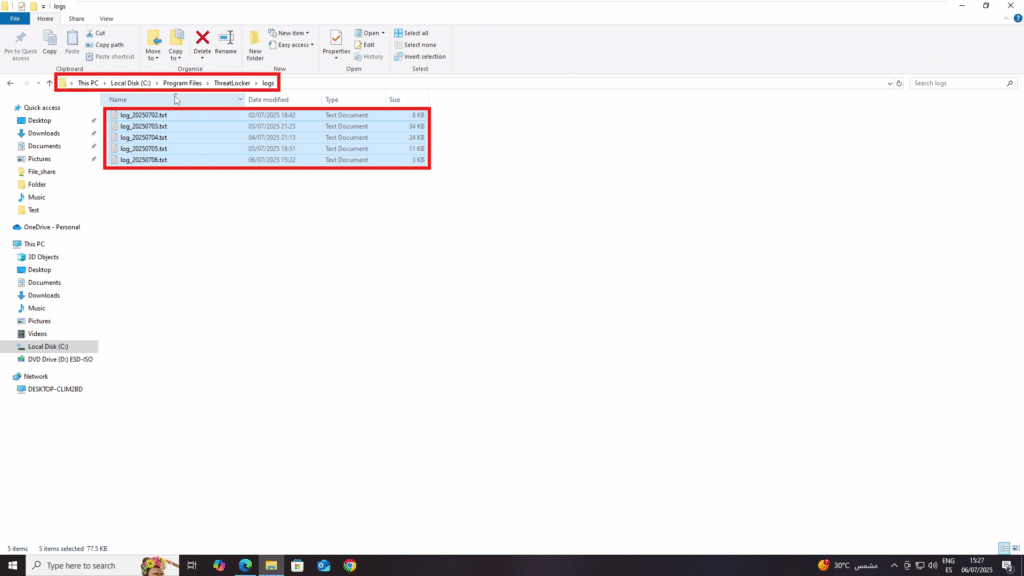 logs
File Home Share View
Pin to Quick access
Copy
Paste
Cut
Copy path
Paste shortcut
Clipboard
Move to
Copy to
Delete
Rename
Organise
New folder
New item
Easy access
New
Properties
Open
Edit
History
Open
Select all
Select none
Invert selection
Select
This PC > Local Disk (C:) > Program Files > ThreatLocker > logs
Search logs
Name Date modified Type Size
log_20250702.txt 02/07/2025 18:42 Text Document 8 KB
log_20250703.txt 03/07/2025 21:23 Text Document 34 KB
log_20250704.txt 04/07/2025 21:13 Text Document 24 KB
log_20250705.txt 05/07/2025 18:51 Text Document 11 KB
log_20250706.txt 06/07/2025 15:22 Text Document 3 KB
Quick access
Desktop
Downloads
Documents
Pictures
File_share
Folder
Music
Test
OneDrive - Personal
This PC
3D Objects
Desktop
Documents
Downloads
Music
Pictures
Videos
Local Disk (C:)
DVD Drive (D:) ESD-ISO
Network
DESKTOP-CLIM2BD
5 items 5 items selected 77.5 KB
Type here to search
30°C مشمس
ENG
ES
15:27
06/07/2025
2